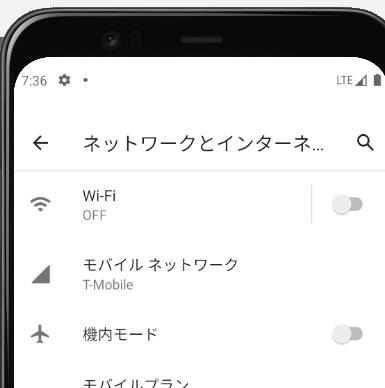 7:36
LTE
ネットワークとインターネ…
Wi-Fi
OFF
モバイル ネットワーク
T-Mobile
機内モード
モバイルプラン